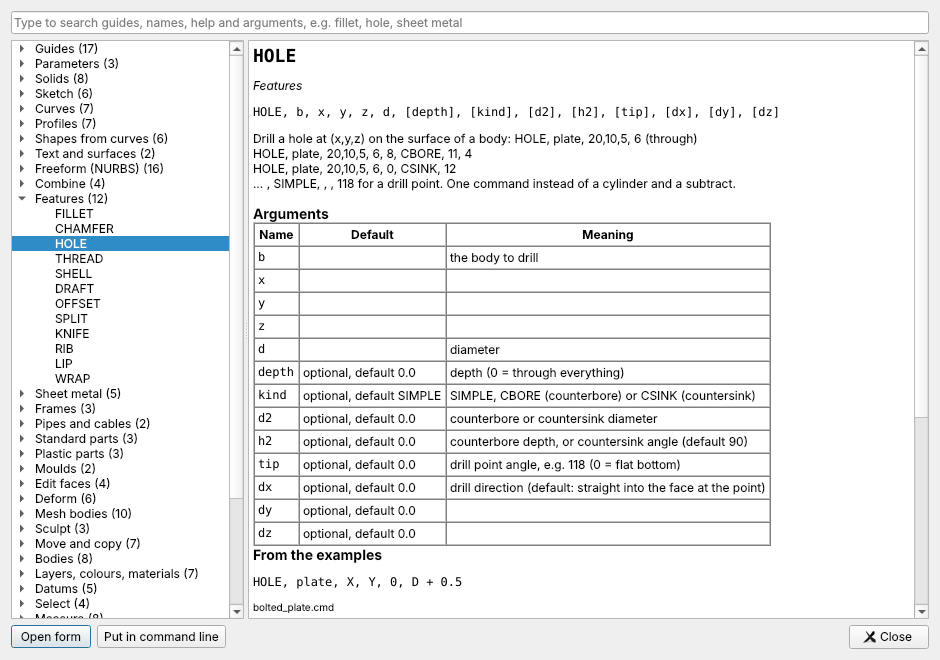 Type to search guides, names, help and arguments, e.g. fillet, hole, sheet metal
Guides (17)
Parameters (3)
Solids (8)
Sketch (6)
Curves (7)
Profiles (7)
Shapes from curves (6)
Text and surfaces (2)
Freeform (NURBS) (16)
Combine (4)
Features (12)
FILLET
CHAMFER
HOLE
THREAD
SHELL
DRAFT
OFFSET
SPLIT
KNIFE
RIB
LIP
WRAP
Sheet metal (5)
Frames (3)
Pipes and cables (2)
Standard parts (3)
Plastic parts (3)
Moulds (2)
Edit faces (4)
Deform (6)
Mesh bodies (10)
Sculpt (3)
Move and copy (7)
Bodies (8)
Layers, colours, materials (7)
Datums (5)
Select (4)
Measure (8)
HOLE
Features
HOLE, b, x, y, z, d, [depth], [kind], [d2], [h2], [tip], [dx], [dy], [dz]
Drill a hole at (x,y,z) on the surface of a body: HOLE, plate, 20,10,5, 6 (through)
HOLE, plate, 20,10,5, 6, 8, CBORE, 11, 4
HOLE, plate, 20,10,5, 6, 0, CSINK, 12
... , SIMPLE, , , 118 for a drill point. One command instead of a cylinder and a subtract.
Arguments
Name Default Meaning
b the body to drill
x
y
z
d diameter
depth optional, default 0.0 depth (0 = through everything)
kind optional, default SIMPLE SIMPLE, CBORE (counterbore) or CSINK (countersink)
d2 optional, default 0.0 counterbore or countersink diameter
h2 optional, default 0.0 counterbore depth, or countersink angle (default 90)
tip optional, default 0.0 drill point angle, e.g. 118 (0 = flat bottom)
dx optional, default 0.0 drill direction (default: straight into the face at the point)
dy optional, default 0.0
dz optional, default 0.0
From the examples
HOLE, plate, X, Y, 0, D + 0.5
bolted_plate.cmd
Open form Put in command line Close